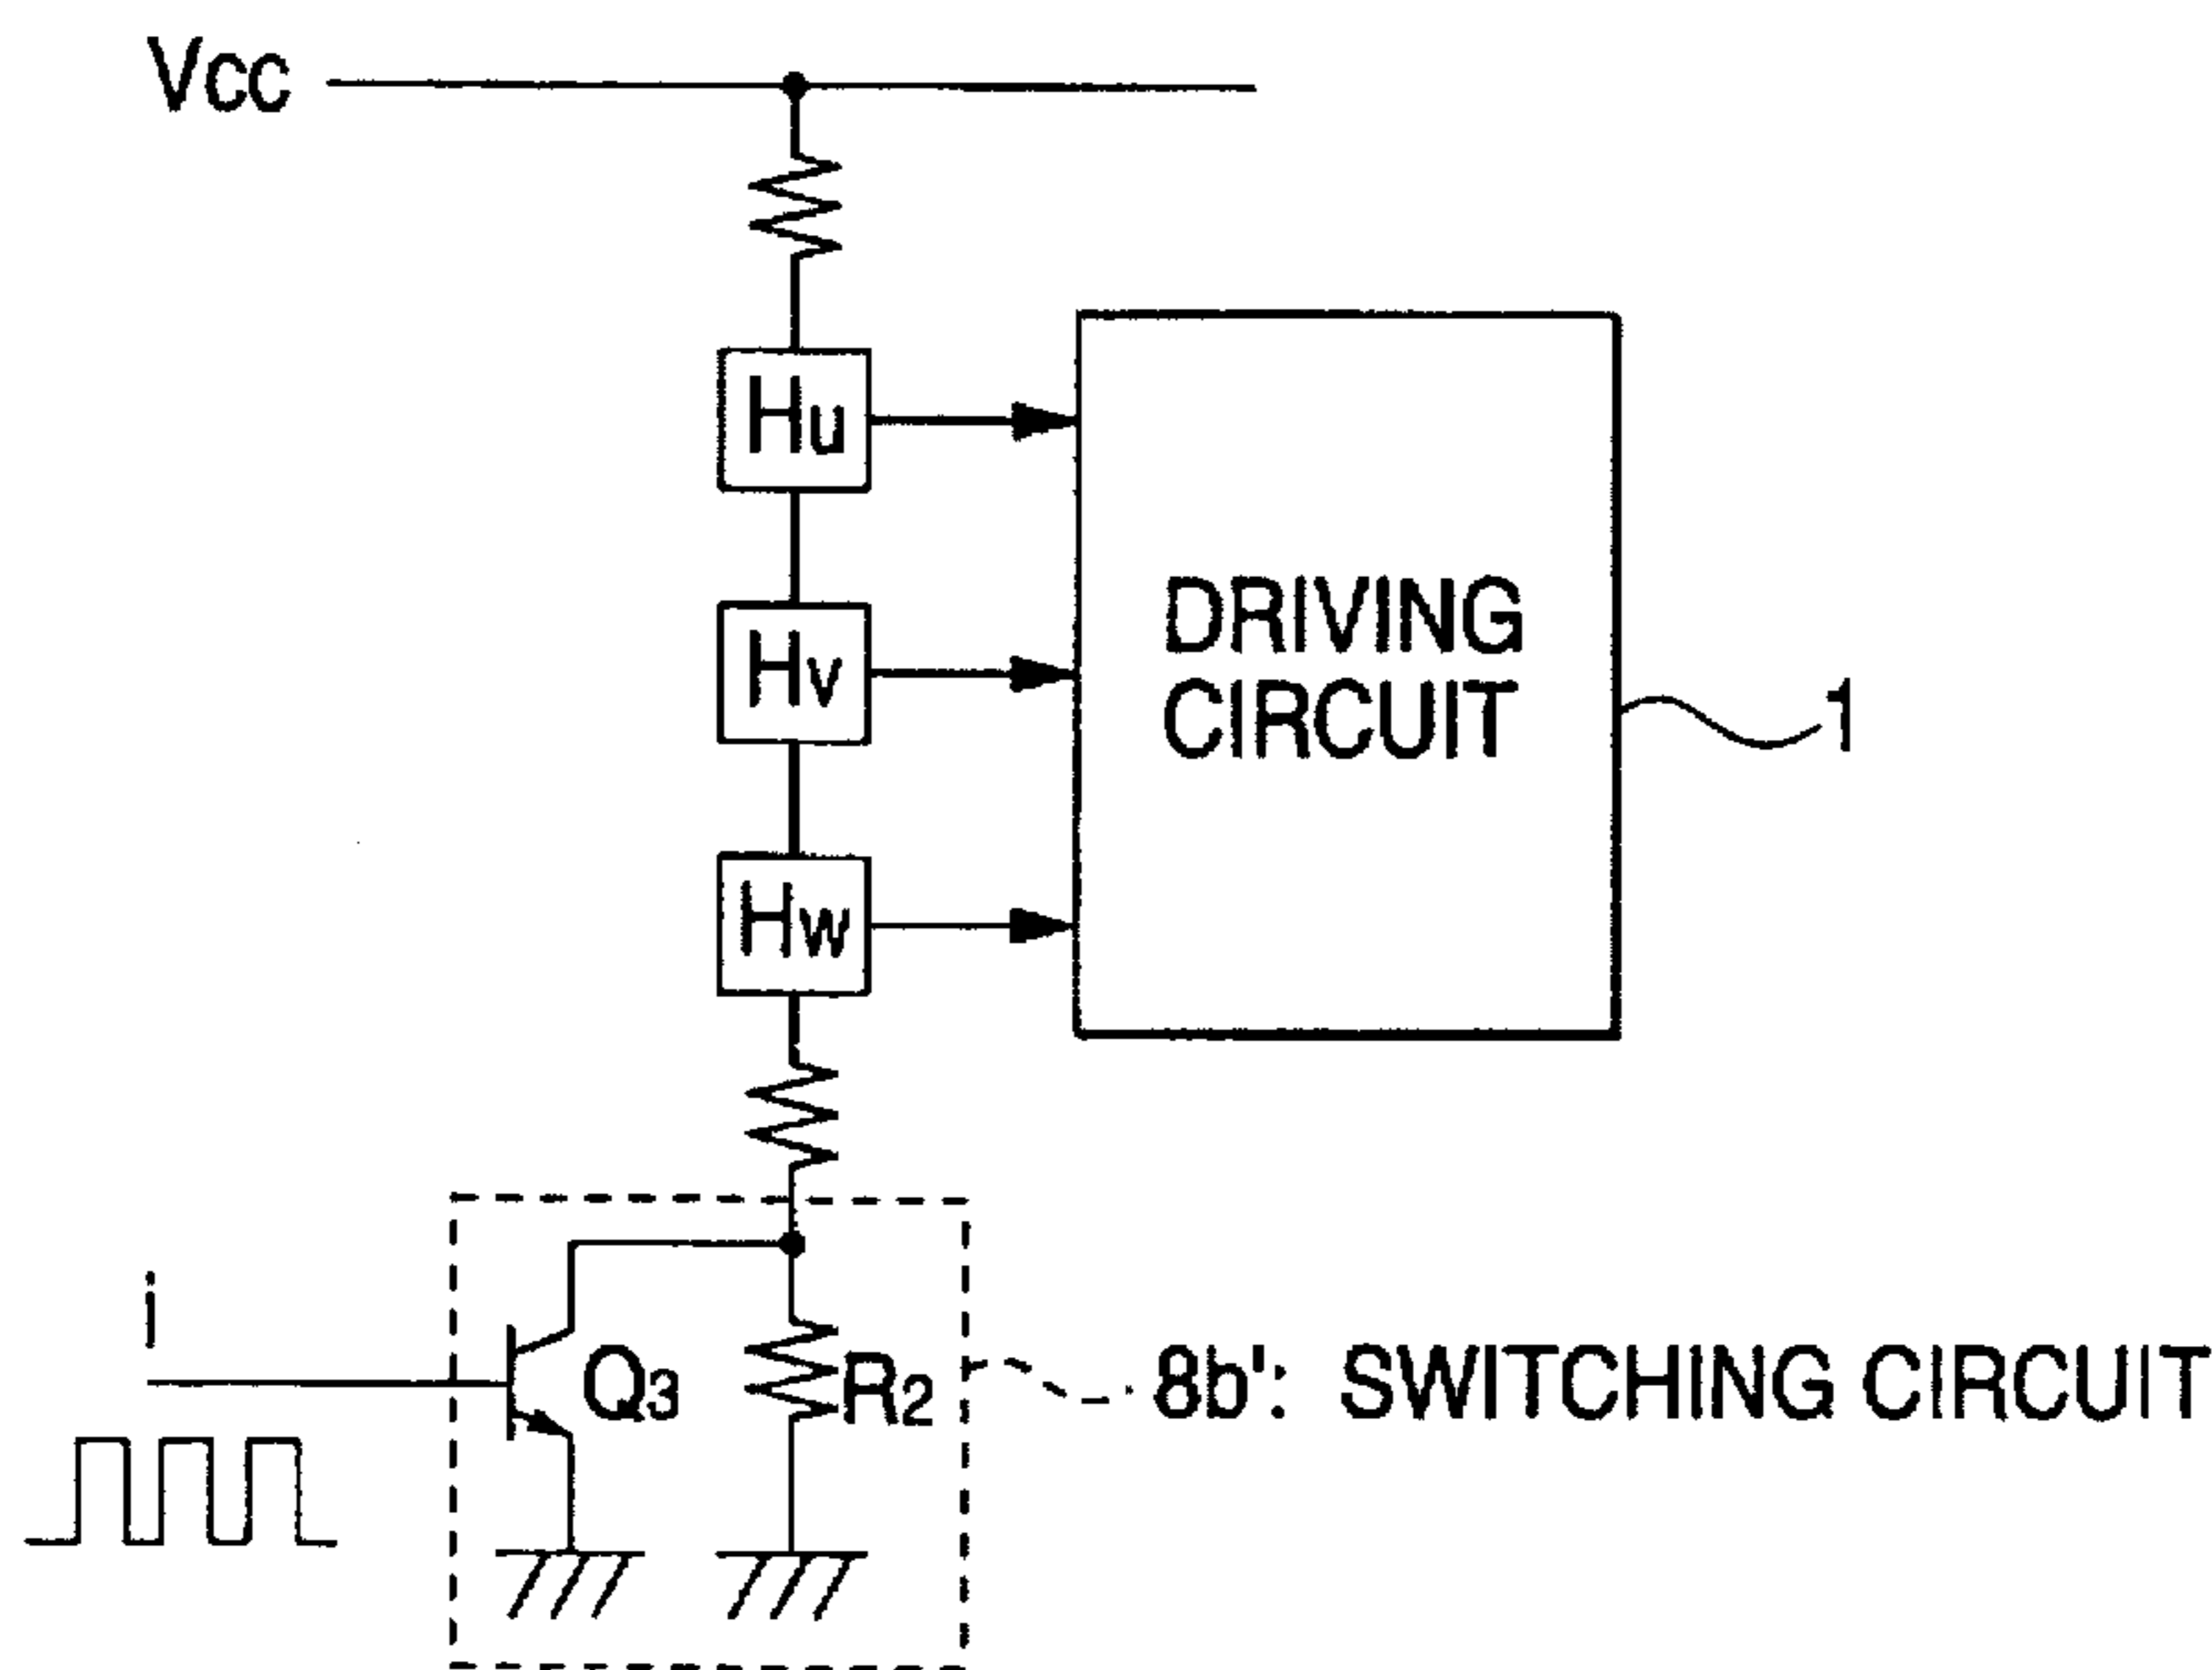 Vcc
Hu
Hv
DRIVING
CIRCUIT
1
Hw
i
Q3
R2
8b': SWITCHING CIRCUIT